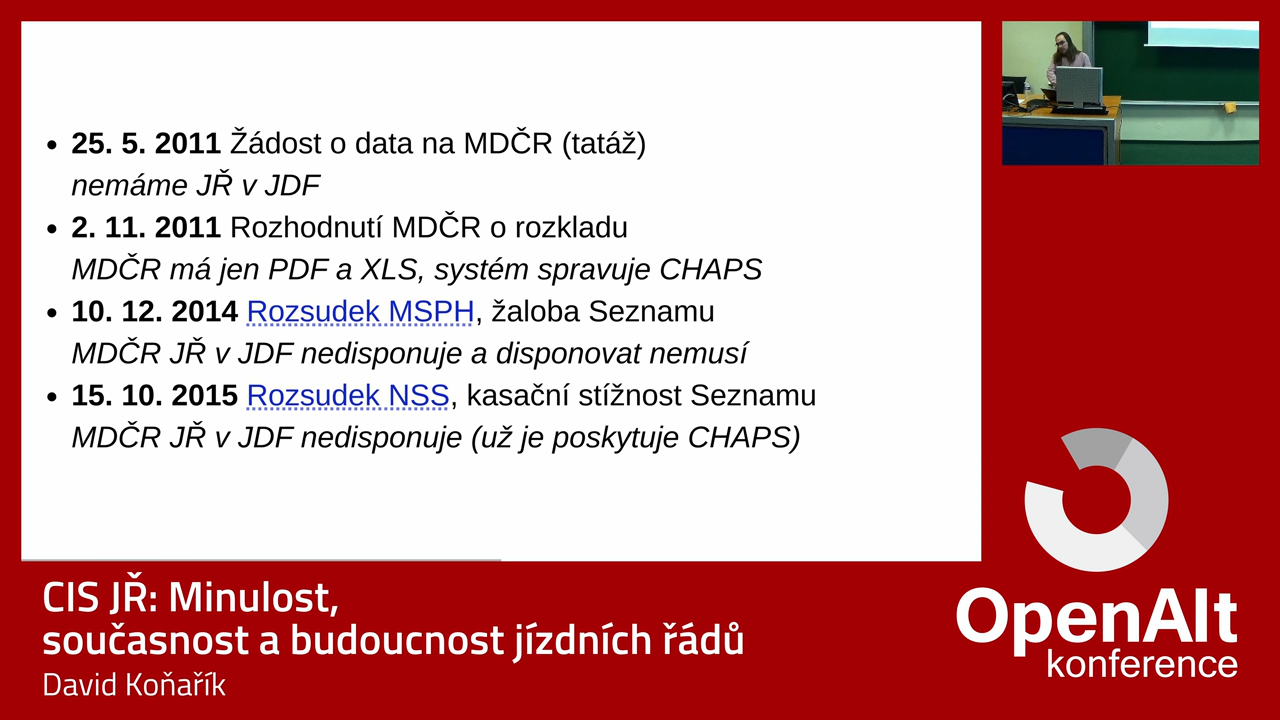 • 25. 5. 2011 Žádost o data na MDČR (tatáž)
nemáme JŘ v JDF
• 2. 11. 2011 Rozhodnutí MDČR o rozkladu
MDČR má jen PDF a XLS, systém spravuje CHAPS
• 10. 12. 2014 Rozsudek MSPH, žaloba Seznamu
MDČR JŘ v JDF nedisponuje a disponovat nemusí
• 15. 10. 2015 Rozsudek NSS, kasační stížnost Seznamu
MDČR JŘ v JDF nedisponuje (už je poskytuje CHAPS)
CIS JŘ: Minulost,
současnost a budoucnost jízdních řádů
David Koňařík
OpenAlt
konference